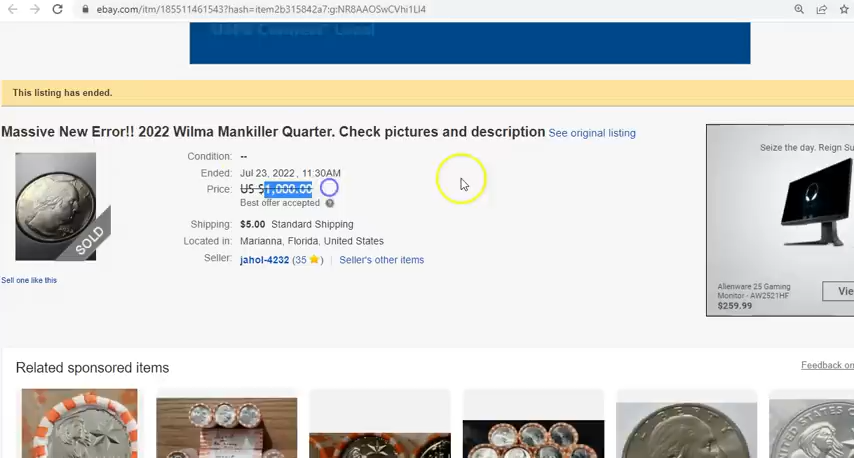 ebay.com/itm/185511461543?hash=item2b315842a7:g:NR8AAOSwCVhi1Ll4
This listing has ended.
Massive New Error!! 2022 Wilma Mankiller Quarter. Check pictures and description See original listing
Condition: --
Ended: Jul 23, 2022 , 11:30AM
Price: US $1,000.00
Best offer accepted
Shipping: $5.00 Standard Shipping
Located in: Marianna, Florida, United States
Seller: jahol-4232 (35 ) | Seller's other items
SOLD
Sell one like this
Seize the day. Reign Su
Alienware 25 Gaming
Monitor - AW2521HF
$259.99
Vie
Related sponsored items
Feedback on
LIBERTY
UNITED STATES